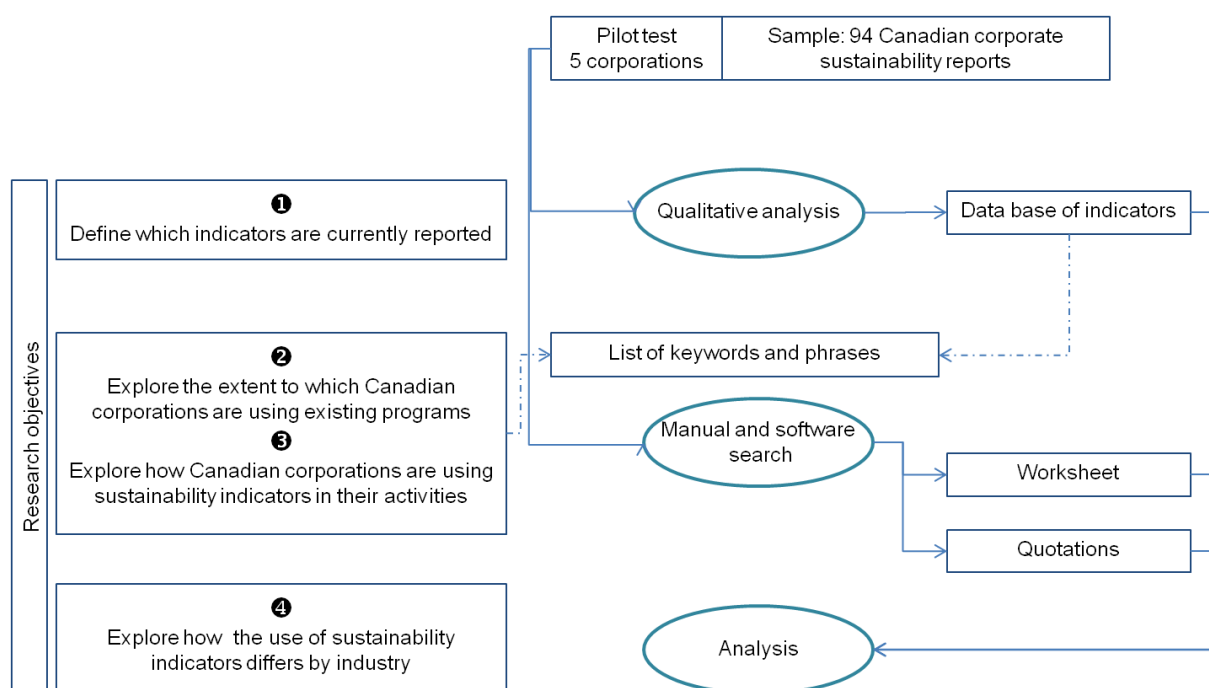 Pilot test
5 corporations
Sample: 94 Canadian corporate
sustainability reports
Research objectives
❶
Define which indicators are currently reported
Qualitative analysis
Data base of indicators
❷
Explore the extent to which Canadian
corporations are using existing programs
❸
Explore how Canadian corporations are using
sustainability indicators in their activities
List of keywords and phrases
Manual and software
search
Worksheet
Quotations
❹
Explore how the use of sustainability
indicators differs by industry
Analysis